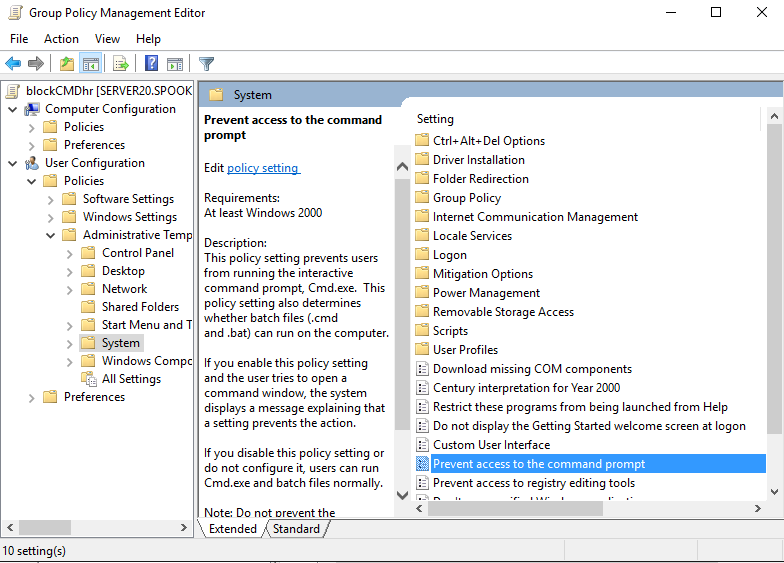 Group Policy Management Editor
File Action View Help
blockCMDhr [SERVER20.SPOOK
Computer Configuration
Policies
Preferences
User Configuration
Policies
Software Settings
Windows Settings
Administrative Temp
Control Panel
Desktop
Network
Shared Folders
Start Menu and T
System
Windows Compo
All Settings
Preferences
System
Prevent access to the command
prompt
Edit policy setting
Requirements:
At least Windows 2000
Description:
This policy setting prevents users
from running the interactive
command prompt, Cmd.exe. This
policy setting also determines
whether batch files (.cmd
and .bat) can run on the computer.
If you enable this policy setting
and the user tries to open a
command window, the system
displays a message explaining that
a setting prevents the action.
If you disable this policy setting or
do not configure it, users can run
Cmd.exe and batch files normally.
Note: Do not prevent the
Setting
Ctrl+Alt+Del Options
Driver Installation
Folder Redirection
Group Policy
Internet Communication Management
Locale Services
Logon
Mitigation Options
Power Management
Removable Storage Access
Scripts
User Profiles
Download missing COM components
Century interpretation for Year 2000
Restrict these programs from being launched from Help
Do not display the Getting Started welcome screen at logon
Custom User Interface
Prevent access to the command prompt
Prevent access to registry editing tools
Extended Standard
10 setting(s)